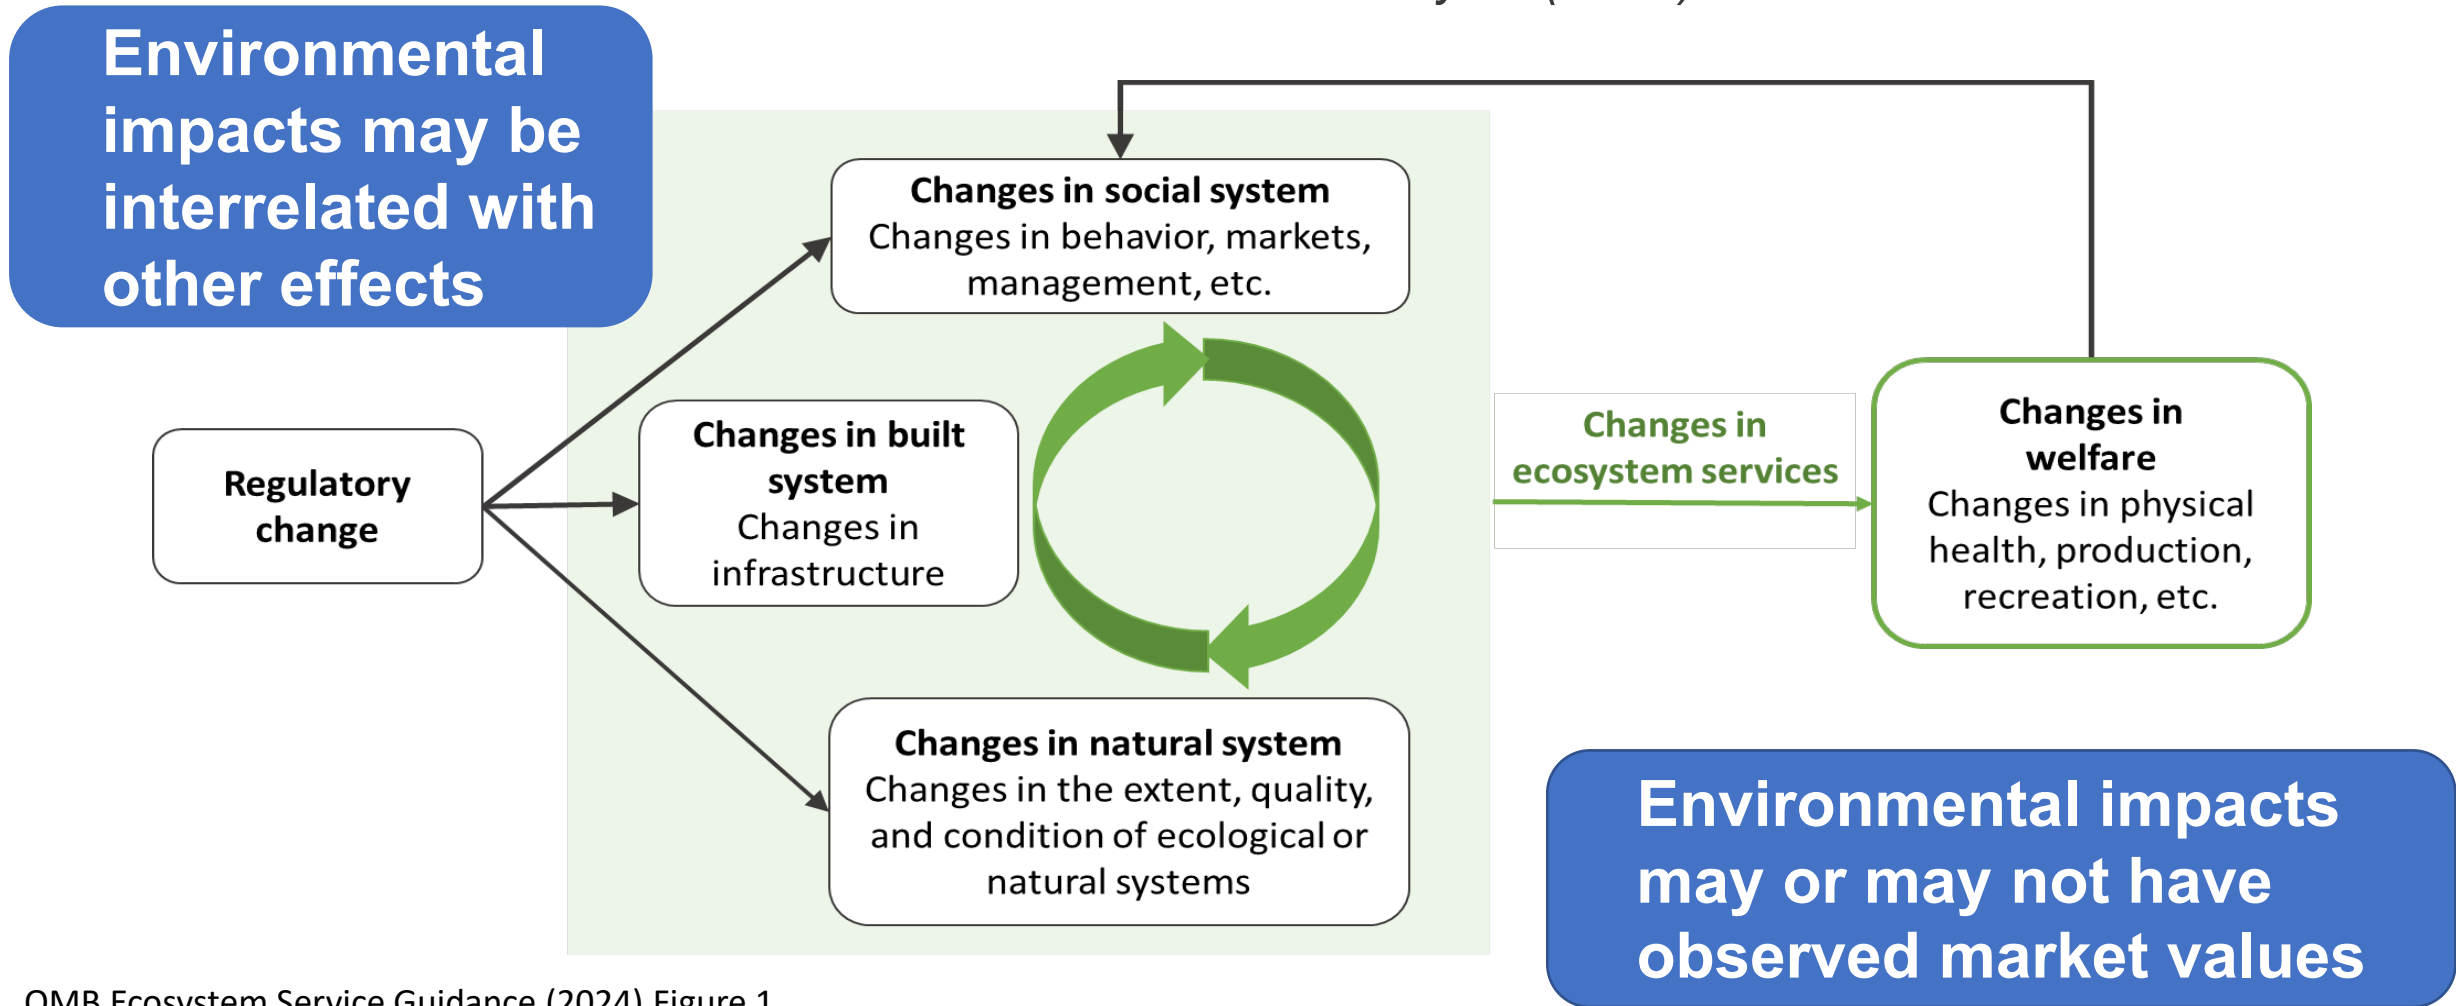 Environmental
impacts may be
interrelated with
other effects
Changes in social system
Changes in behavior, markets,
management, etc.
Changes in built
system
Changes in
infrastructure
Regulatory
change
Changes in
ecosystem services
Changes in
welfare
Changes in physical
health, production,
recreation, etc.
Changes in natural system
Changes in the extent, quality,
and condition of ecological or
natural systems
Environmental impacts
may or may not have
observed market values
OMB Ecosystem Service Guidance (2024) Figure 1